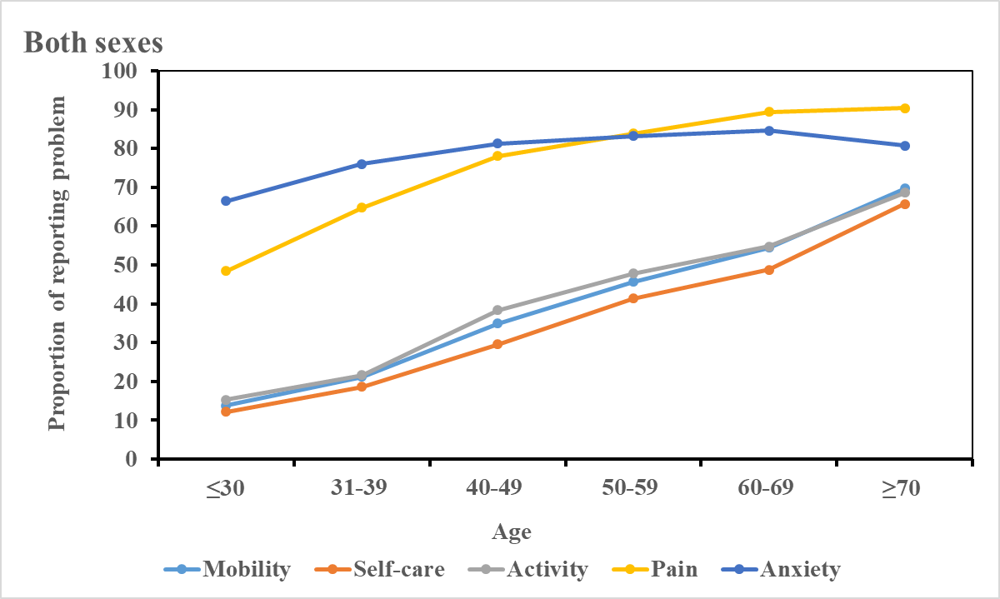 Both sexes
Proportion of reporting problem
100
90
80
70
60
50
40
30
20
10
0
≤30 31-39 40-49 50-59 60-69 ≥70
Age
Mobility Self-care Activity Pain Anxiety